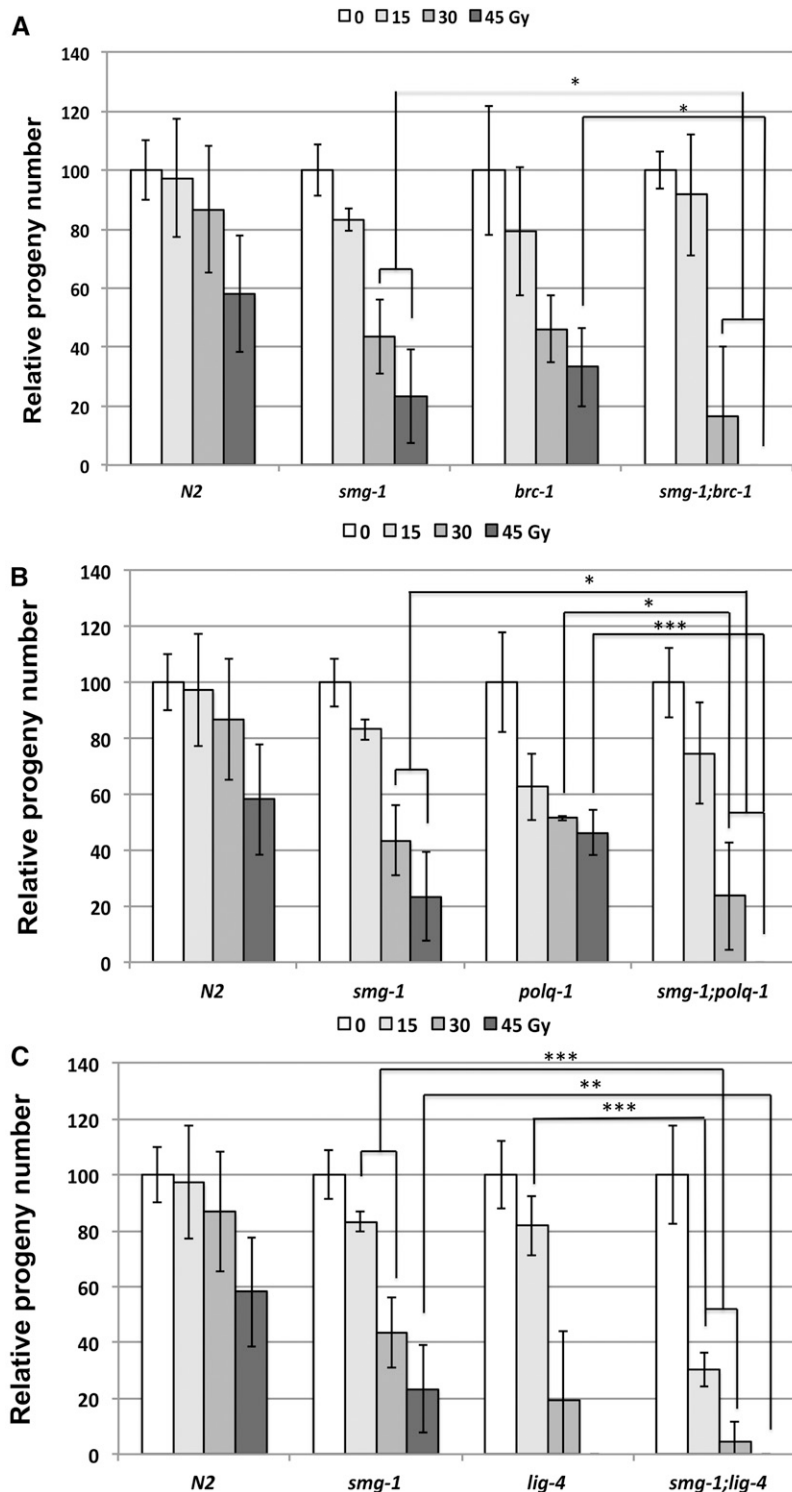 A
0 15 30 45 Gy
Relative progeny number
140
120
100
80
60
40
20
0
*
*
N2 smg-1 brc-1 smg-1;brc-1
B
0 15 30 45 Gy
Relative progeny number
140
120
100
80
60
40
20
0
*
*
***
N2 smg-1 polq-1 smg-1;polq-1
C
0 15 30 45 Gy
Relative progeny number
140
120
100
80
60
40
20
0
***
**
***
N2 smg-1 lig-4 smg-1;lig-4